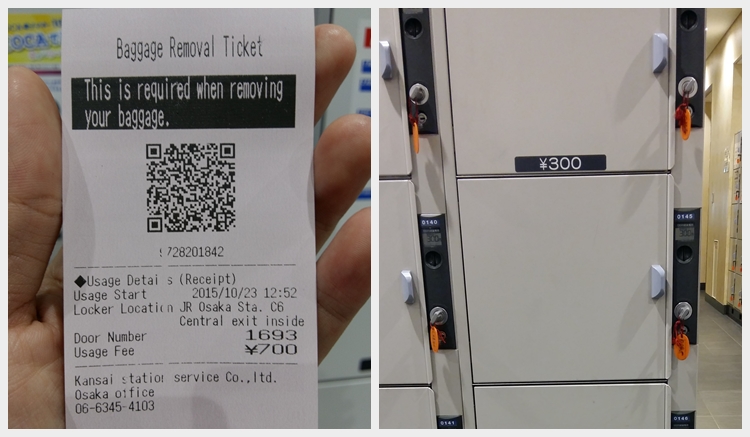 Baggage Removal Ticket
This is required when removing
your baggage.
9728201842
◆Usage Details (Receipt)
Usage Start 2015/10/23 12:52
Locker Location JR Osaka Sta. C6
Central exit inside
Door Number 1693
Usage Fee ¥700
Kansai station service Co.,ltd.
Osaka office
06-6345-4103
¥300
0140
0145
0141
0146